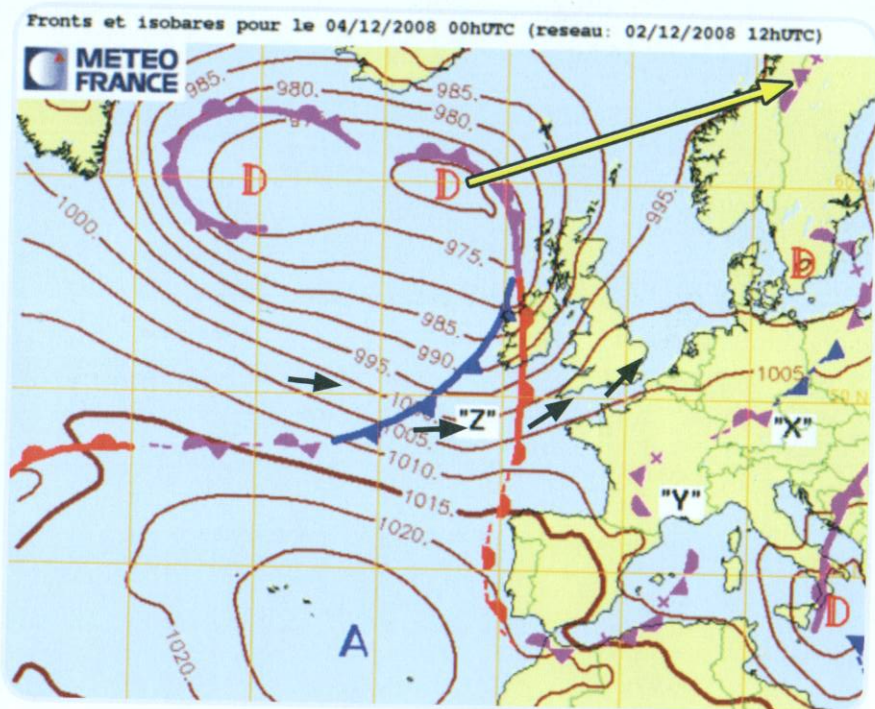 Fronts et isobares pour le 04/12/2008 00hUTC (reseau: 02/12/2008 12hUTC)
METEO
FRANCE
985.
980.
985.
980.
D
D
1000.
995.
975.
D
985.
990.
995.
1005
"Z"
1005.
"X"
1010.
1015.
"Y"
1020.
A
D
1020.